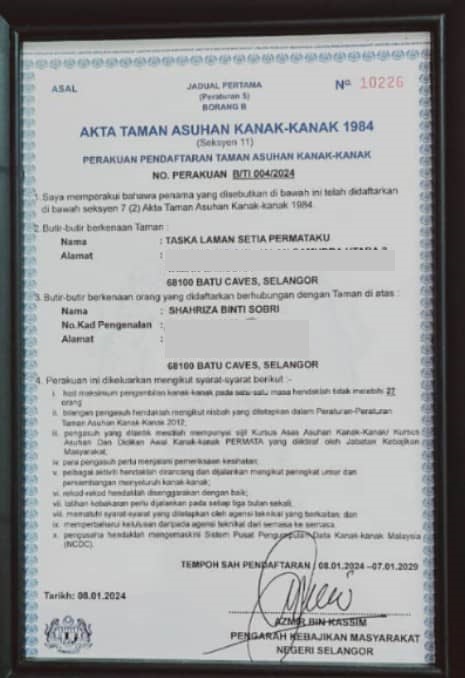 ASAL
JADUAL PERTAMA
(Peraturan 5)
BORANG B
No. 10226
AKTA TAMAN ASUHAN KANAK-KANAK 1984
(Seksyen 11)
PERAKUAN PENDAFTARAN TAMAN ASUHAN KANAK-KANAK
NO. PERAKUAN B/TI 004/2024
1. Saya memperakui bahawa penama yang disebutkan di bawah ini telah didaftarkan
di bawah seksyen 7 (2) Akta Taman Asuhan Kanak-kanak 1984.
2. Butir-butir berkenaan Taman :
Nama : TASKA LAMAN SETIA PERMATAKU
Alamat :
68100 BATU CAVES, SELANGOR
3. Butir-butir berkenaan orang yang didaftarkan berhubungan dengan Taman di atas :
Nama : SHAHRIZA BINTI SOBRI
No.Kad Pengenalan :
Alamat :
68100 BATU CAVES, SELANGOR
4. Perakuan ini dikeluarkan mengikut syarat-syarat berikut :-
i. had maksimum pengambilan kanak-kanak pada satu-satu masa hendaklah tidak melebihi 27
orang
ii. bilangan pengasuh hendaklah mengikut nisbah yang ditetapkan dalam Peraturan-Peraturan
Taman Asuhan Kanak-Kanak 2012;
iii. pengasuh yang dilantik mestilah mempunyai sijil Kursus Asas Asuhan Kanak-Kanak/ Kursus
Asuhan Dan Didikan Awal Kanak-kanak PERMATA yang diiktiraf oleh Jabatan Kebajikan
Masyarakat;
iv. para pengasuh perlu menjalani pemeriksaan kesihatan;
v. pelbagai aktiviti hendaklah dirancang dan dijalankan mengikut peringkat umur dan
perkembangan menyeluruh kanak-kanak;
vi. rekod-rekod hendaklah disenggarakan dengan baik;
vii. latihan kebakaran perlu dijalankan pada setiap tiga bulan sekali;
viii. mematuhi syarat-syarat yang ditetapkan oleh agensi teknikal yang berkaitan; dan
ix. memperbaharui kelulusan daripada agensi teknikal dari semasa ke semasa.
x. pengusaha hendaklah mengemaskini Sistem Pusat Pengumpulan Data Kanak-kanak Malaysia
(NCDC).
TEMPOH SAH PENDAFTARAN : 08.01.2024 –07.01.2029
Tarikh: 08.01.2024
AZMIR BIN KASSIM
PENGARAH KEBAJIKAN MASYARAKAT
NEGERI SELANGOR